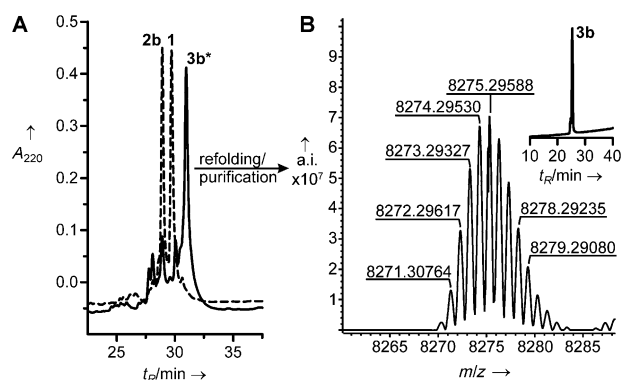 A
0.5
0.4
0.3
0.2
0.1
0.0
↑
A220
25 30 35
tR/min →
2b 1
3b*
refolding/
purification
B
↑
a.i.
x10⁷
9
8
7
6
5
4
3
2
1
8265 8270 8275 8280 8285
m/z →
8275.29588
8274.29530
8273.29327
8272.29617
8271.30764
8278.29235
8279.29080
3b
10 20 30 40
tR/min →